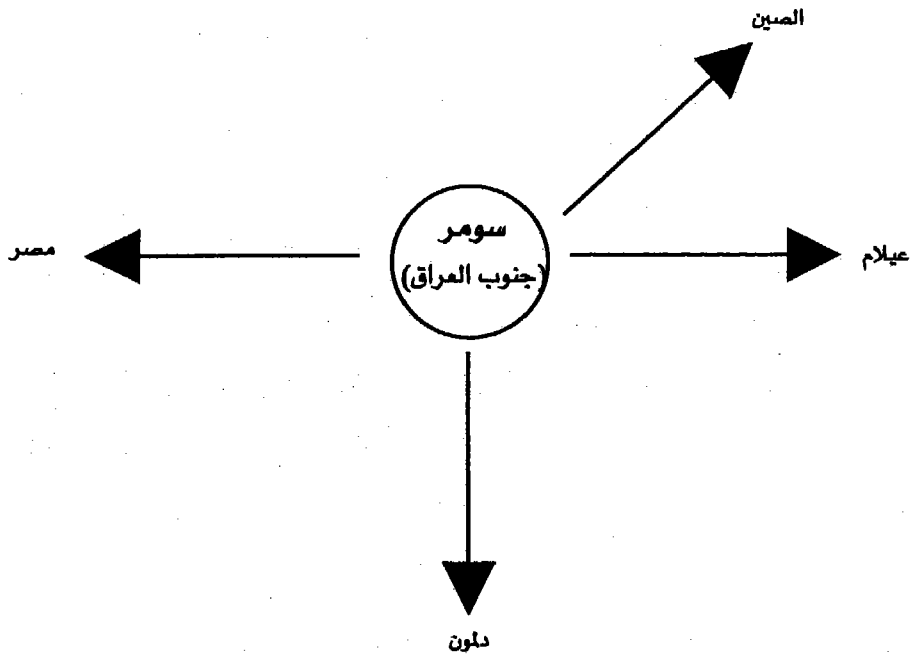 الصين
سومر
(جنوب العراق)
مصر
عيلام
دلمون